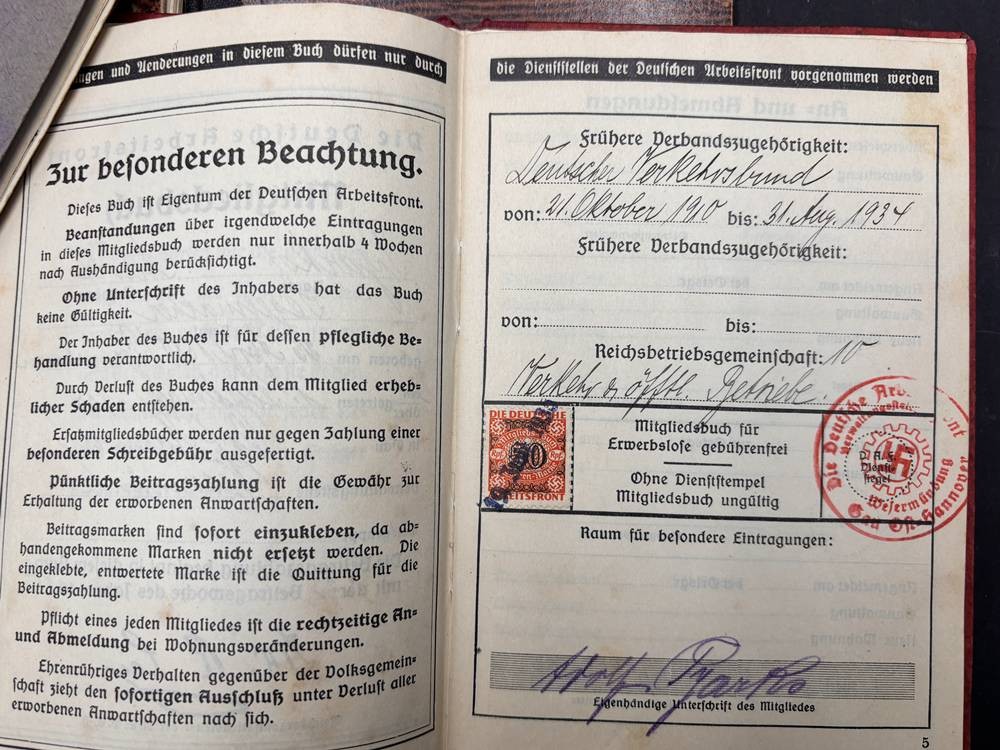 ngen und Aenderungen in diesem Buch dürfen nur durch
Zur besonderen Beachtung.
Dieses Buch ist Eigentum der Deutschen Arbeitsfront.
Beanstandungen über irgendwelche Eintragungen
in dieses Mitgliedsbuch werden nur innerhalb 4 Wochen
nach Aushändigung berücksichtigt.
Ohne Unterschrift des Inhabers hat das Buch
keine Gültigkeit.
Der Inhaber des Buches ist für dessen pflegliche Be-
handlung verantwortlich.
Durch Verlust des Buches kann dem Mitglied erheb-
licher Schaden entstehen.
Ersatzmitgliedsbücher werden nur gegen Zahlung einer
besonderen Schreibgebühr ausgefertigt.
Pünktliche Beitragszahlung ist die Gewähr zur
Erhaltung der erworbenen Anwartschaften.
Beitragsmarken sind sofort einzukleben, da ab-
handengekommene Marken nicht ersetzt werden. Die
eingeklebte, entwertete Marke ist die Quittung für die
Beitragszahlung.
Pflicht eines jeden Mitgliedes ist die rechtzeitige An-
und Abmeldung bei Wohnungsveränderungen.
Ehrenrühriges Verhalten gegenüber der Volksgemein-
schaft zieht den sofortigen Ausschluß unter Verlust aller
erworbenen Anwartschaften nach sich.
die Dienststellen der Deutschen Arbeitsfront vorgenommen werden
Frühere Verbandszugehörigkeit:
Deutscher Verkehrsbund
von: 21. Oktober 1910 bis: 31. Aug. 1934
Frühere Verbandszugehörigkeit:
von: bis:
Reichsbetriebsgemeinschaft: 10
Verkehr & öfftl. Betriebe.
DIE DEUTSCHE
50
ARBEITSFRONT
Mitgliedsbuch für
Erwerbslose gebührenfrei
Ohne Dienststempel
Mitgliedsbuch ungültig
Die Deutsche Arbeitsfront
Verwaltungsstelle
D. A. F.
Dienst-
siegel
Wesermündung
Gau Ost-Hannover
Raum für besondere Eintragungen:
Adolf
Eigenhändige Unterschrift des Mitgliedes
5